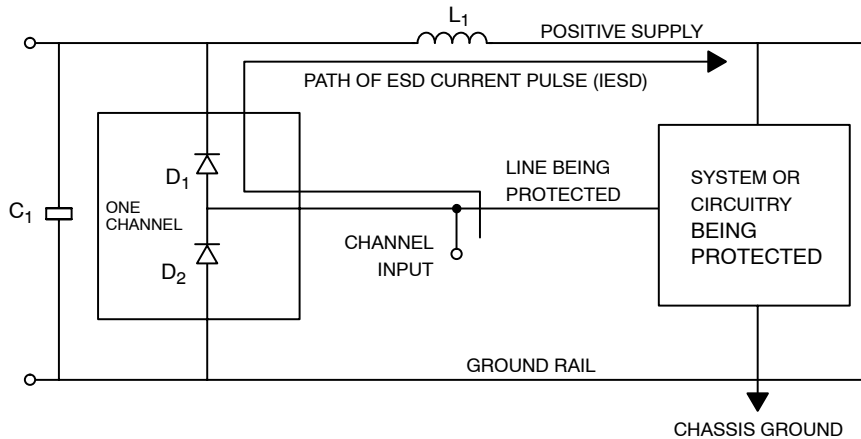 L1
POSITIVE SUPPLY
PATH OF ESD CURRENT PULSE (IESD)
D1
LINE BEING
PROTECTED
SYSTEM OR
CIRCUITRY
BEING
PROTECTED
C1
ONE
CHANNEL
CHANNEL
INPUT
D2
GROUND RAIL
CHASSIS GROUND